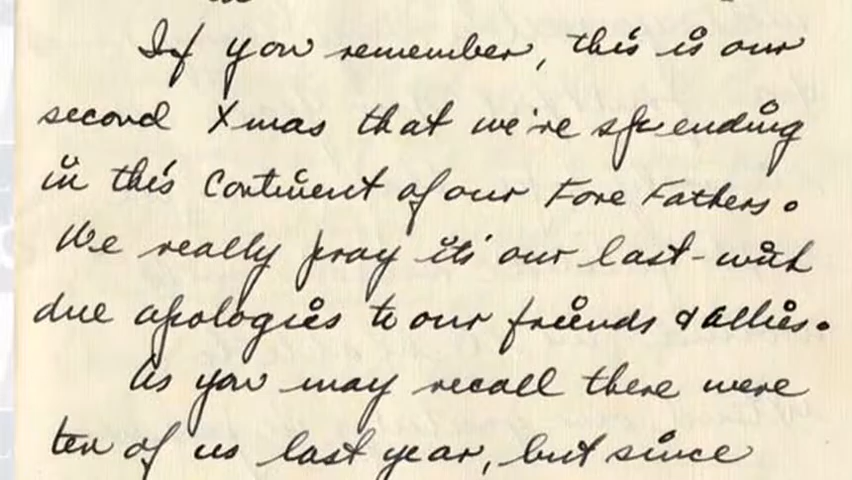 If you remember, this is our
second Xmas that we're spending
in this Continent of our Fore Fathers.
We really pray it's our last - with
due apologies to our friends & allies.
As you may recall there were
ten of us last year, but since